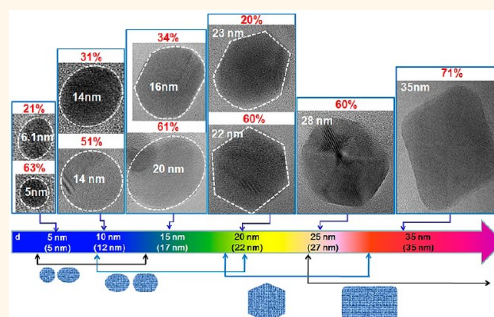 20%
34%
23 nm
31%
71%
35nm
14nm
16nm
21%
61%
60%
60%
6.1nm
51%
22 nm
28 nm
63%
14 nm
20 nm
5nm
d 5 nm 10 nm 15 nm 20 nm 25 nm 35 nm
(5 nm) (12 nm) (17 nm) (22 nm) (27 nm) (35 nm)